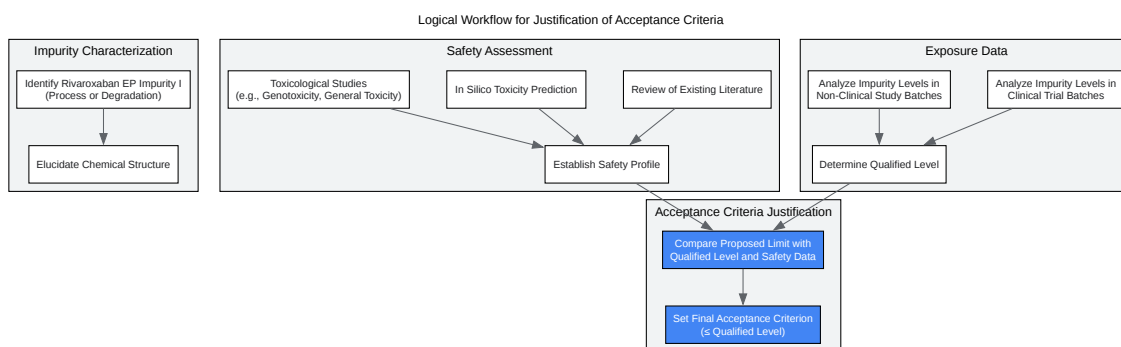 Logical Workflow for Justification of Acceptance Criteria
Impurity Characterization
Identify Rivaroxaban EP Impurity I
(Process or Degradation)
Elucidate Chemical Structure
Safety Assessment
Toxicological Studies
(e.g., Genotoxicity, General Toxicity)
In Silico Toxicity Prediction
Review of Existing Literature
Establish Safety Profile
Exposure Data
Analyze Impurity Levels in
Non-Clinical Study Batches
Analyze Impurity Levels in
Clinical Trial Batches
Determine Qualified Level
Acceptance Criteria Justification
Compare Proposed Limit with
Qualified Level and Safety Data
Set Final Acceptance Criterion
(≤ Qualified Level)